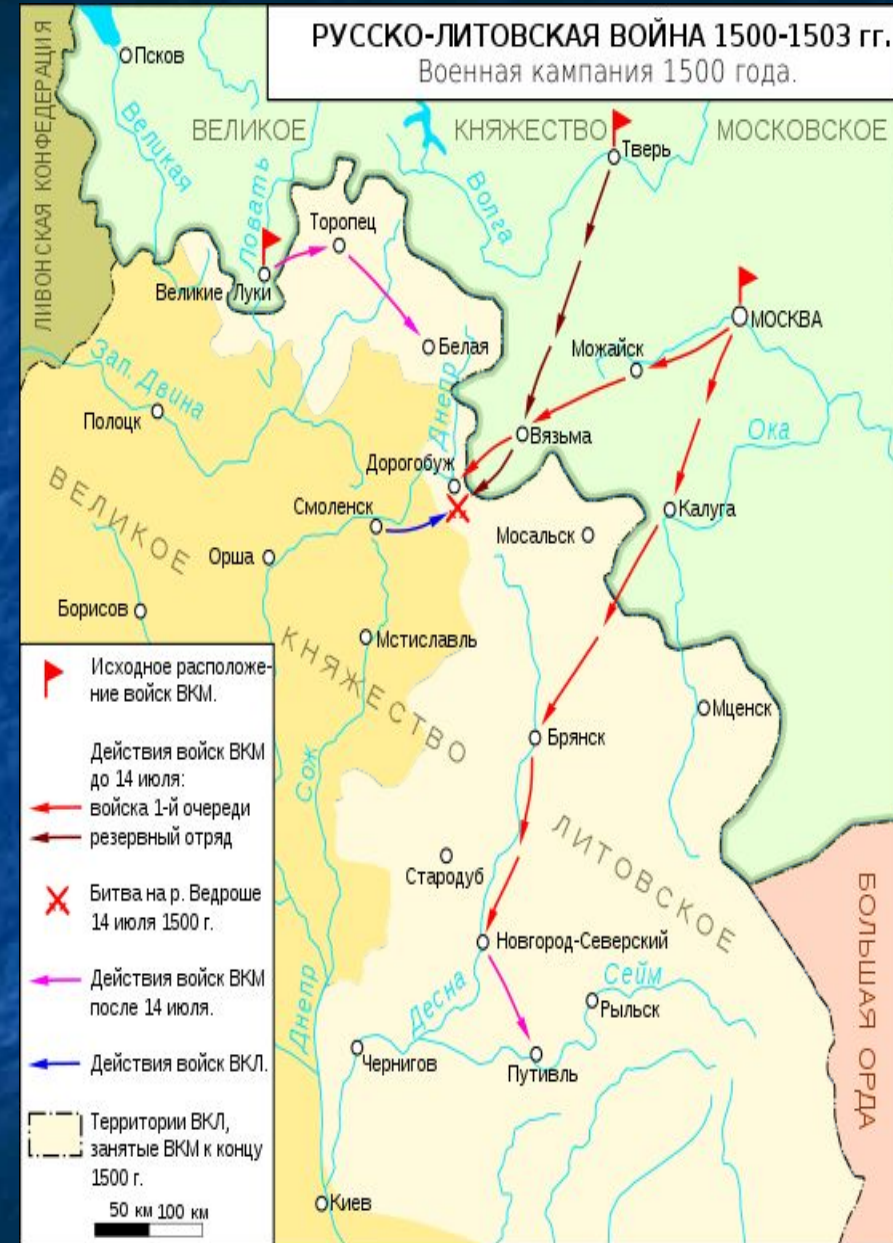 РУССКО-ЛИТОВСКАЯ ВОЙНА 1500-1503 гг.
Военная кампания 1500 года.
ЛИВОНСКАЯ КОНФЕДЕРАЦИЯ
Псков
Великая
ВЕЛИКОЕ
КНЯЖЕСТВО
МОСКОВСКОЕ
Тверь
Ловать
Волга
Торопец
Великие Луки
Белая
МОСКВА
Можайск
Зап. Двина
Днепр
Полоцк
Вязьма
Ока
Дорогобуж
ВЕЛИКОЕ
Смоленск
Калуга
Мосальск
Орша
Борисов
КНЯЖЕСТВО
Мстиславль
Мценск
Брянск
Сож
ЛИТОВСКОЕ
Стародуб
БОЛЬШАЯ ОРДА
Новгород-Северский
Днепр
Десна
Сейм
Рыльск
Чернигов
Путивль
Киев
Исходное расположе-
ние войск ВКМ.
Действия войск ВКМ
до 14 июля:
войска 1-й очереди
резервный отряд
Битва на р. Ведроше
14 июля 1500 г.
Действия войск ВКМ
после 14 июля.
Действия войск ВКЛ.
Территории ВКЛ,
занятые ВКМ к концу
1500 г.
50 км 100 км